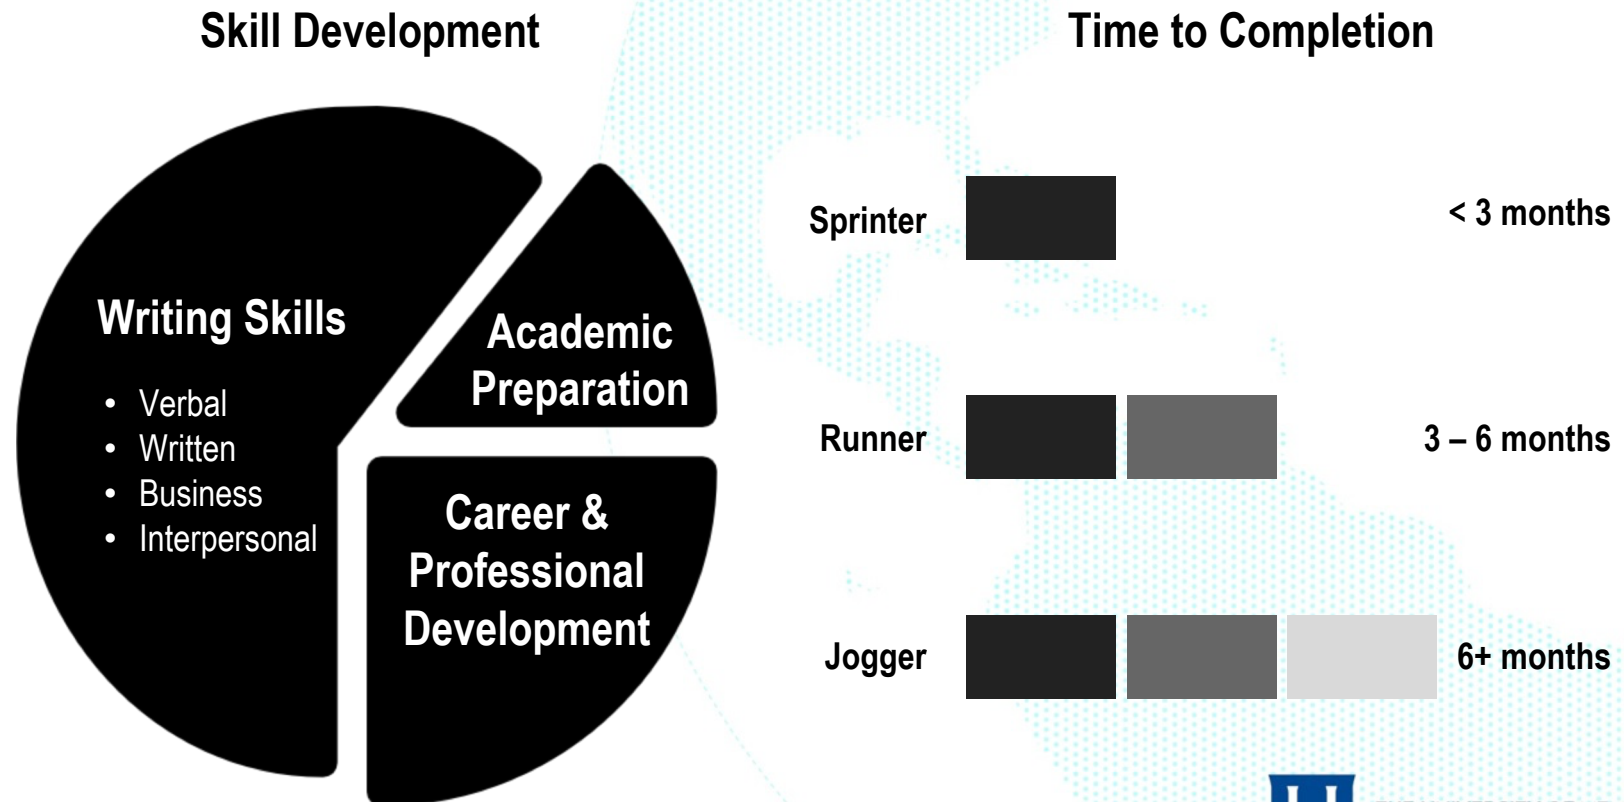 Skill Development
Writing Skills
• Verbal
• Written
• Business
• Interpersonal
Academic
Preparation
Career &
Professional
Development
Time to Completion
Sprinter
< 3 months
Runner
3 – 6 months
Jogger
6+ months